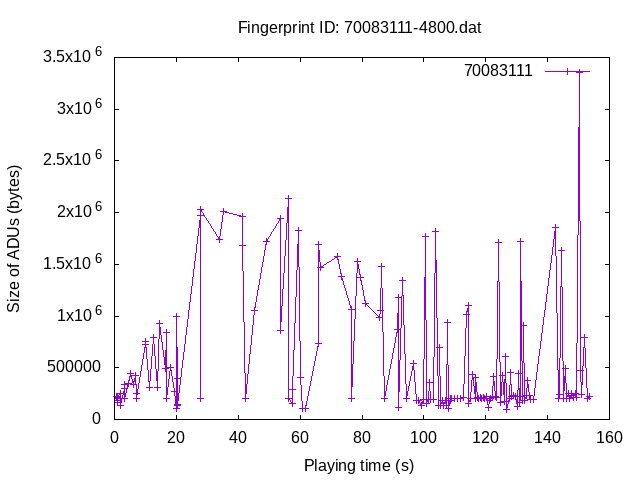 Fingerprint ID: 70083111-4800.dat
70083111
Size of ADUs (bytes)
3.5x10^6
3x10^6
2.5x10^6
2x10^6
1.5x10^6
1x10^6
500000
0
0 20 40 60 80 100 120 140 160
Playing time (s)